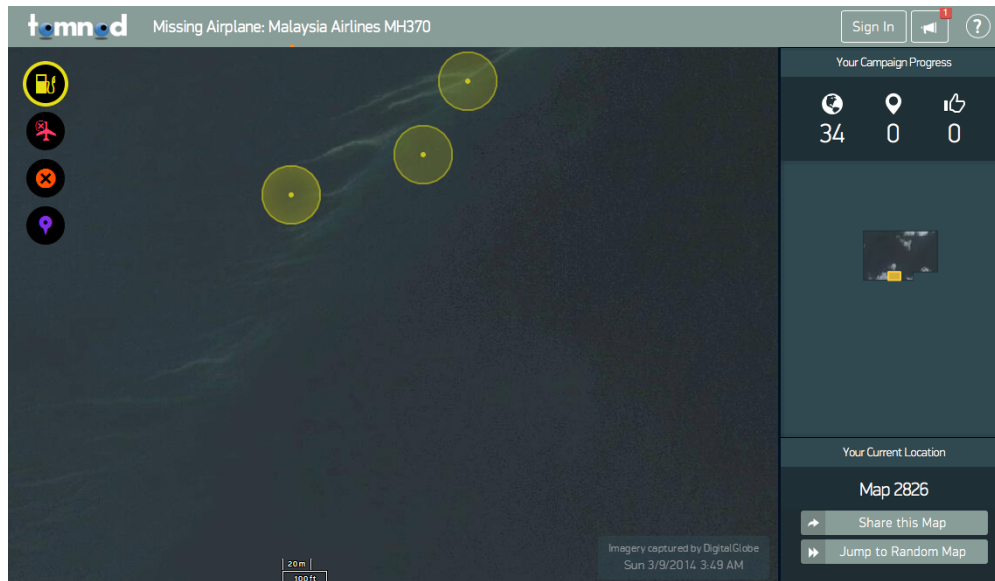 tomnod
Missing Airplane: Malaysia Airlines MH370
Sign In
1
?
Your Campaign Progress
34
0
0
Your Current Location
Map 2826
Share this Map
Jump to Random Map
Imagery captured by DigitalGlobe
Sun 3/9/2014 3:49 AM
20 m
100 ft